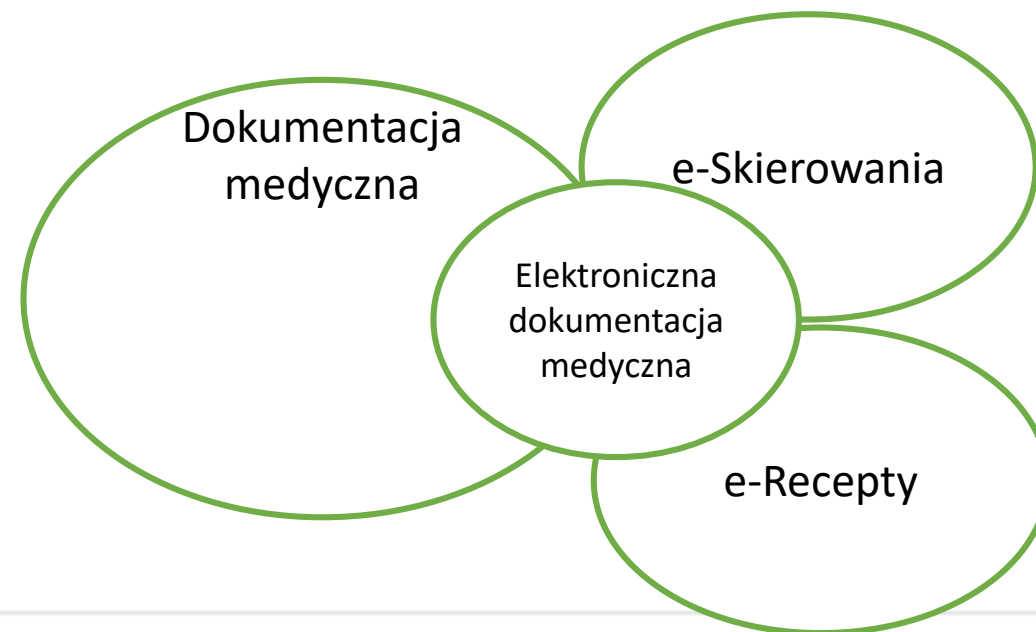 Dokumentacja
medyczna
e-Skierowania
Elektroniczna
dokumentacja
medyczna
e-Recepty